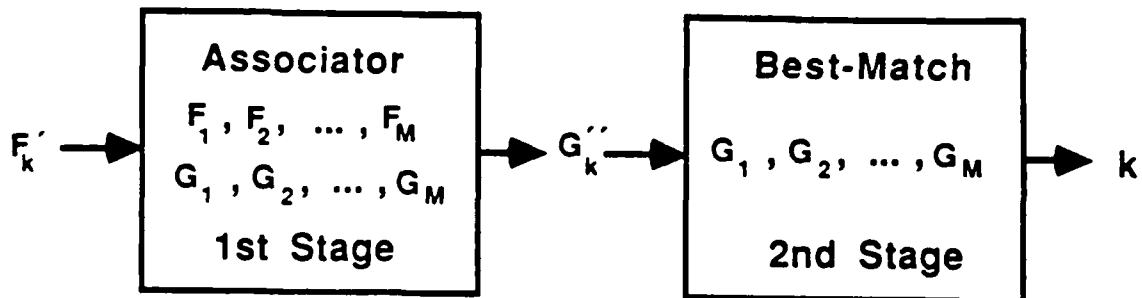 F_k′
Associator
F_1 , F_2 , ... , F_M
G_1 , G_2 , ... , G_M
1st Stage
G_k′′
Best-Match
G_1 , G_2 , ... , G_M
2nd Stage
k